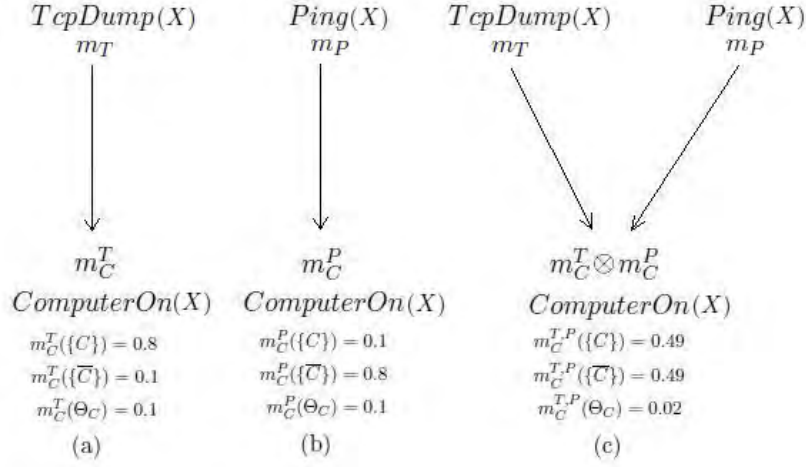 TcpDump(X) Ping(X) TcpDump(X) Ping(X)
m_T m_P m_T m_P
m_C^T m_C^P m_C^T ⊗ m_C^P
ComputerOn(X) ComputerOn(X) ComputerOn(X)
m_C^T({C}) = 0.8 m_C^P({C}) = 0.1 m_C^{T,P}({C}) = 0.49
m_C^T({C̅}) = 0.1 m_C^P({C̅}) = 0.8 m_C^{T,P}({C̅}) = 0.49
m_C^T(Θ_C) = 0.1 m_C^P(Θ_C) = 0.1 m_C^{T,P}(Θ_C) = 0.02
(a) (b) (c)